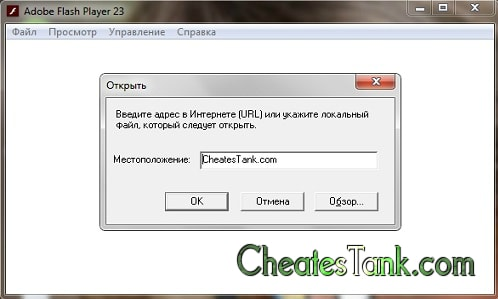 Adobe Flash Player 23
Файл Просмотр Управление Справка
Открыть
Введите адрес в Интернете (URL) или укажите локальный
файл, который следует открыть.
Местоположение: CheatesTank.com
OK Отмена Обзор...
CheatesTank.com